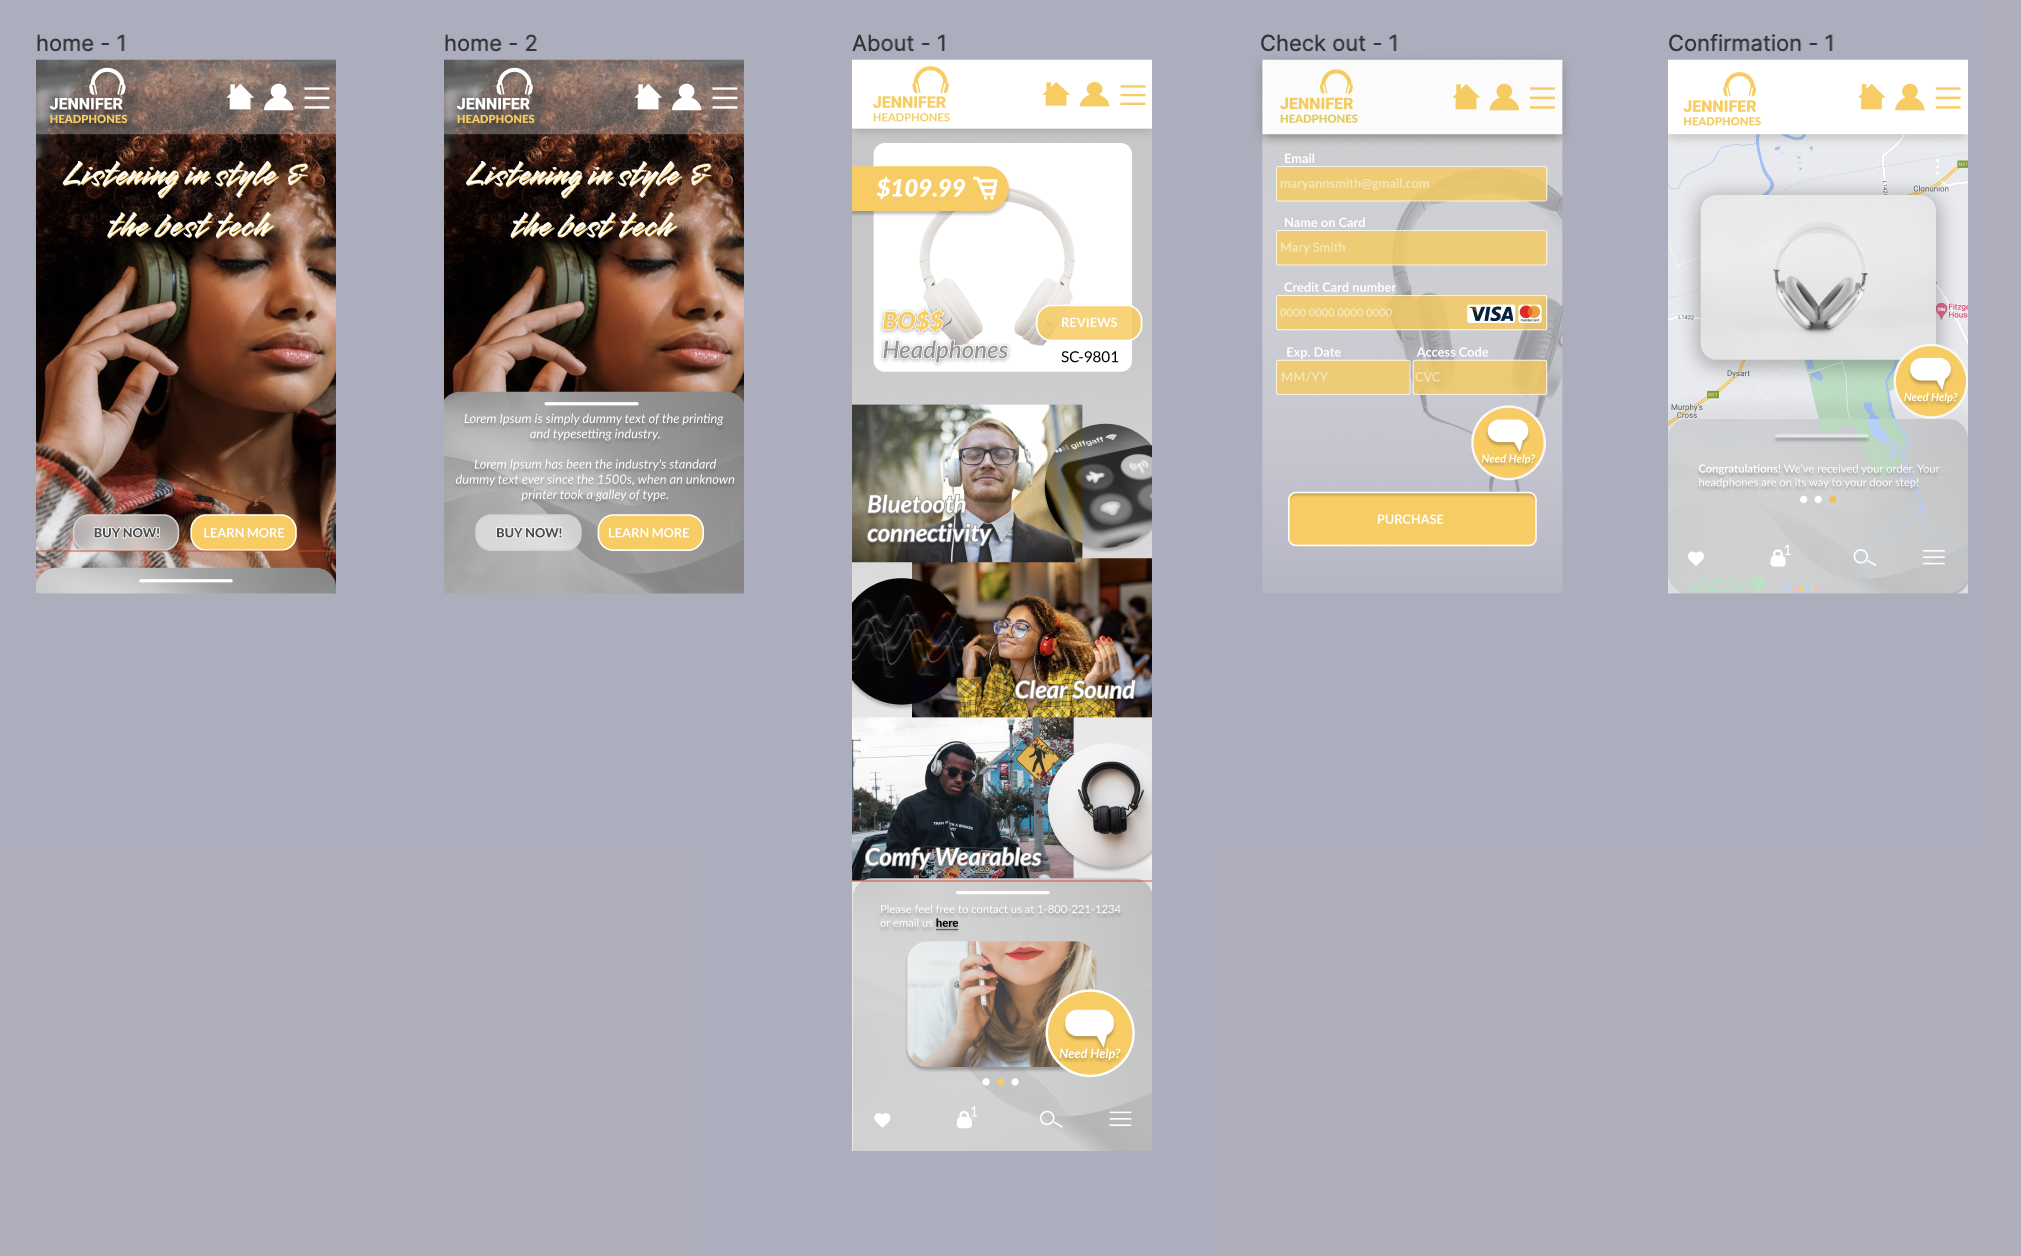 home - 1
JENNIFER
HEADPHONES
Listening in style &
the best tech
BUY NOW!
LEARN MORE
home - 2
JENNIFER
HEADPHONES
Listening in style &
the best tech
Lorem Ipsum is simply dummy text of the printing
and typesetting industry.
Lorem Ipsum has been the industry's standard
dummy text ever since the 1500s, when an unknown
printer took a galley of type.
BUY NOW!
LEARN MORE
About - 1
JENNIFER
HEADPHONES
$109.99
BO$$
Headphones
REVIEWS
SC-9801
giffgaff
Bluetooth
connectivity
Clear Sound
Comfy Wearables
Please feel free to contact us at 1-800-221-1234
or email us here
Need Help?
1
Check out - 1
JENNIFER
HEADPHONES
Email
maryannsmith@gmail.com
Name on Card
Mary Smith
Credit Card number
0000 0000 0000 0000
VISA
mastercard
Exp. Date
Access Code
MM/YY
CVC
Need Help?
PURCHASE
Confirmation - 1
JENNIFER
HEADPHONES
N21
L1424
Clonunion
L1422
Fitzge
House
Dysart
N21
Murphy's
Cross
Need Help?
Congratulations! We've received your order. Your
headphones are on its way to your door step!
1